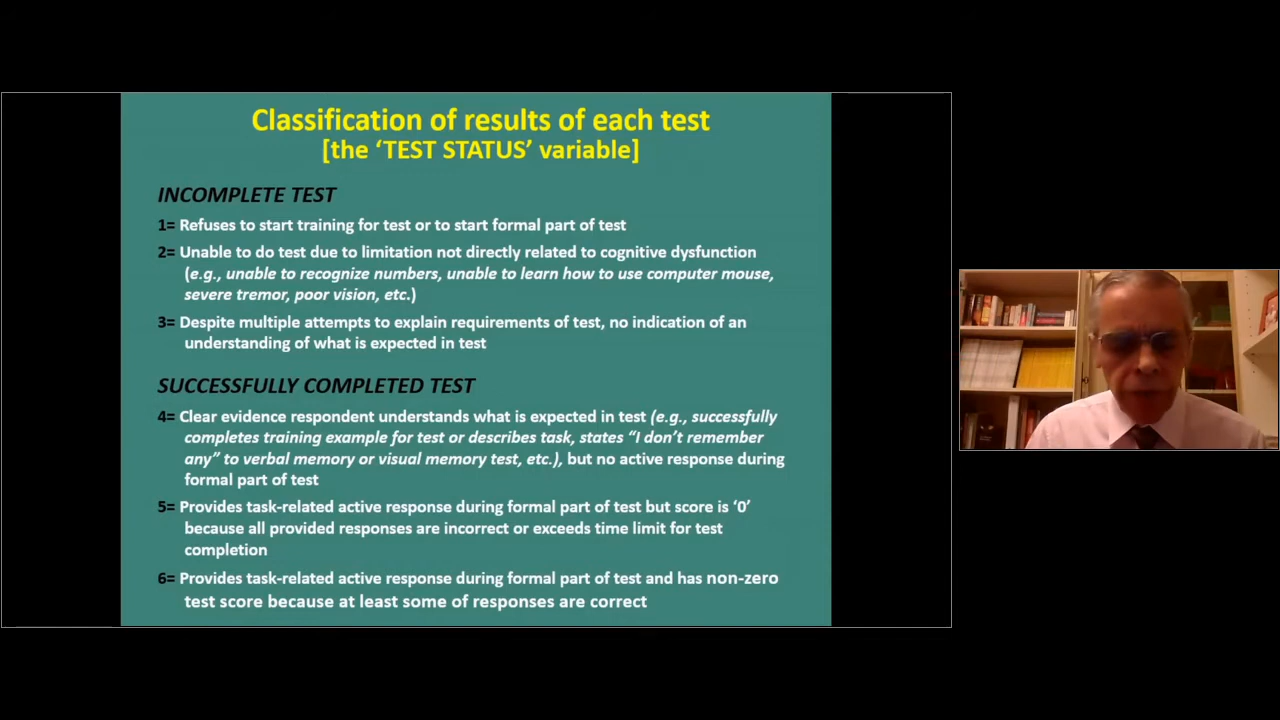 Classification of results of each test
[the ‘TEST STATUS’ variable]
INCOMPLETE TEST
1= Refuses to start training for test or to start formal part of test
2= Unable to do test due to limitation not directly related to cognitive dysfunction
(e.g., unable to recognize numbers, unable to learn how to use computer mouse,
severe tremor, poor vision, etc.)
3= Despite multiple attempts to explain requirements of test, no indication of an
understanding of what is expected in test
SUCCESSFULLY COMPLETED TEST
4= Clear evidence respondent understands what is expected in test (e.g., successfully
completes training example for test or describes task, states “I don’t remember
any” to verbal memory or visual memory test, etc.), but no active response during
formal part of test
5= Provides task-related active response during formal part of test but score is ‘0’
because all provided responses are incorrect or exceeds time limit for test
completion
6= Provides task-related active response during formal part of test and has non-zero
test score because at least some of responses are correct